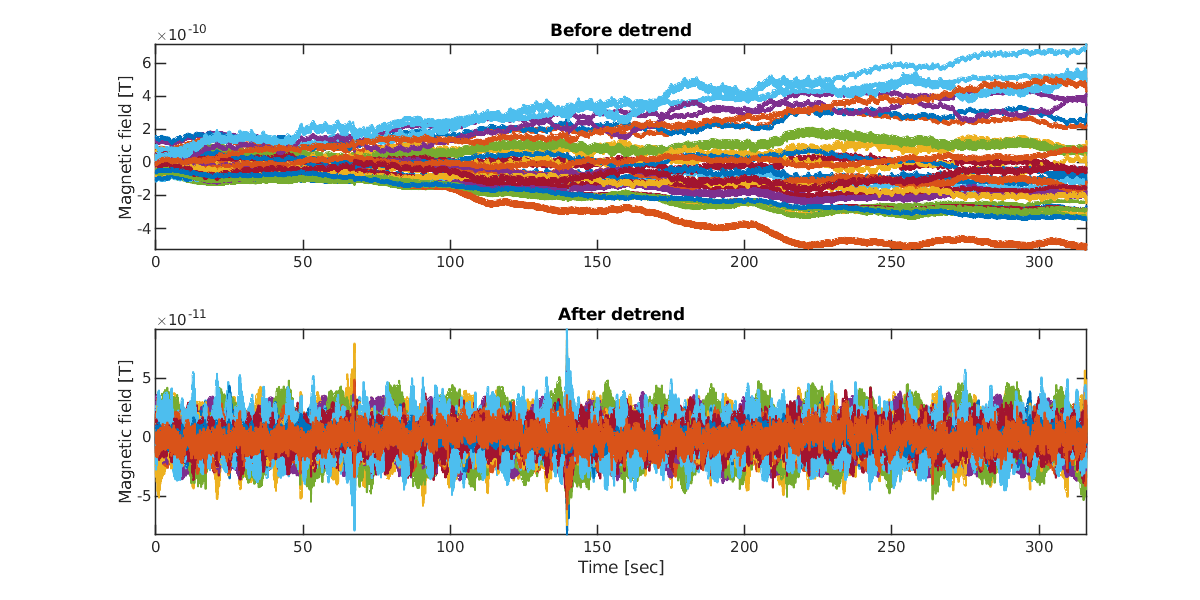 Before detrend
×10-10
Magnetic field [T]
6
4
2
0
-2
-4
0 50 100 150 200 250 300
After detrend
×10-11
Magnetic field [T]
5
0
-5
0 50 100 150 200 250 300
Time [sec]